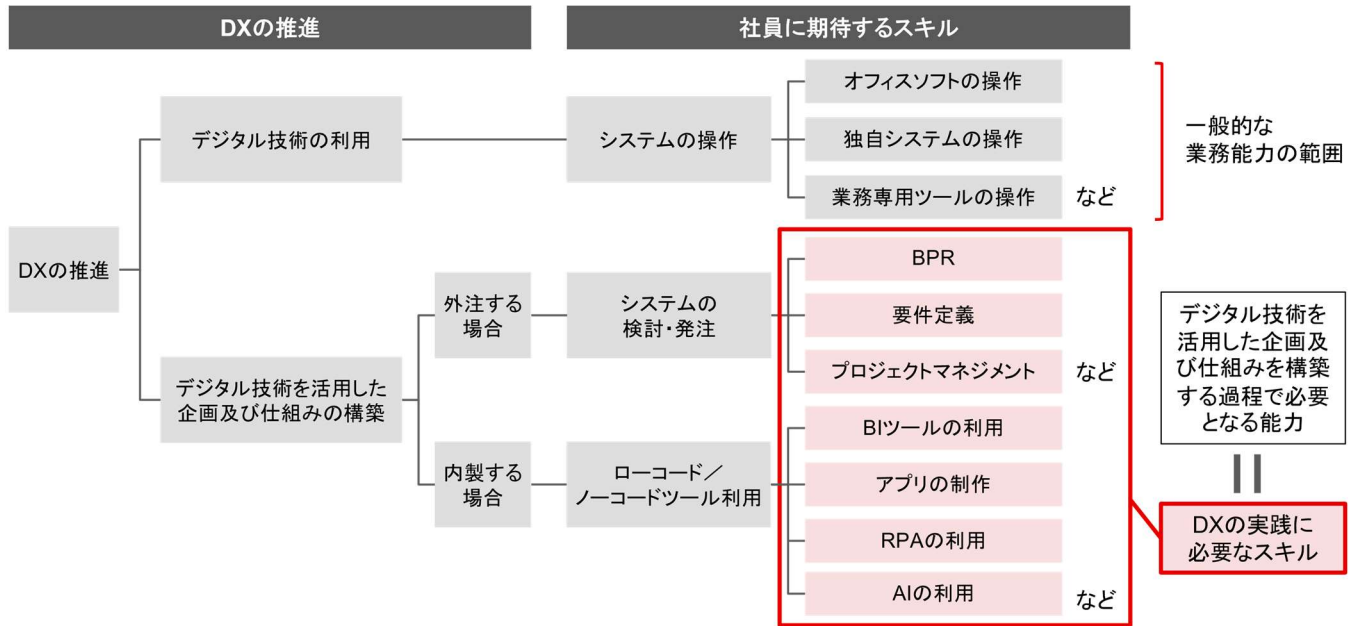 DXの推進
社員に期待するスキル
DXの推進
デジタル技術の利用
システムの操作
オフィスソフトの操作
独自システムの操作
業務専用ツールの操作
など
一般的な
業務能力の範囲
デジタル技術を活用した
企画及び仕組みの構築
外注する
場合
システムの
検討・発注
BPR
要件定義
プロジェクトマネジメント
など
内製する
場合
ローコード／
ノーコードツール利用
BIツールの利用
アプリの制作
RPAの利用
AIの利用
など
デジタル技術を
活用した企画及
び仕組みを構築
する過程で必要
となる能力
DXの実践に
必要なスキル